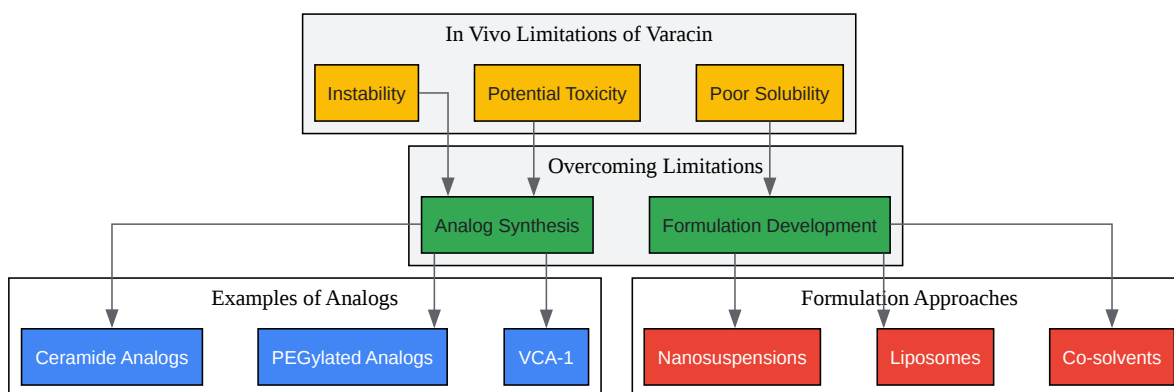 In Vivo Limitations of Varacin
Instability
Potential Toxicity
Poor Solubility
Overcoming Limitations
Analog Synthesis
Formulation Development
Examples of Analogs
Formulation Approaches
Ceramide Analogs
PEGylated Analogs
VCA-1
Nanosuspensions
Liposomes
Co-solvents